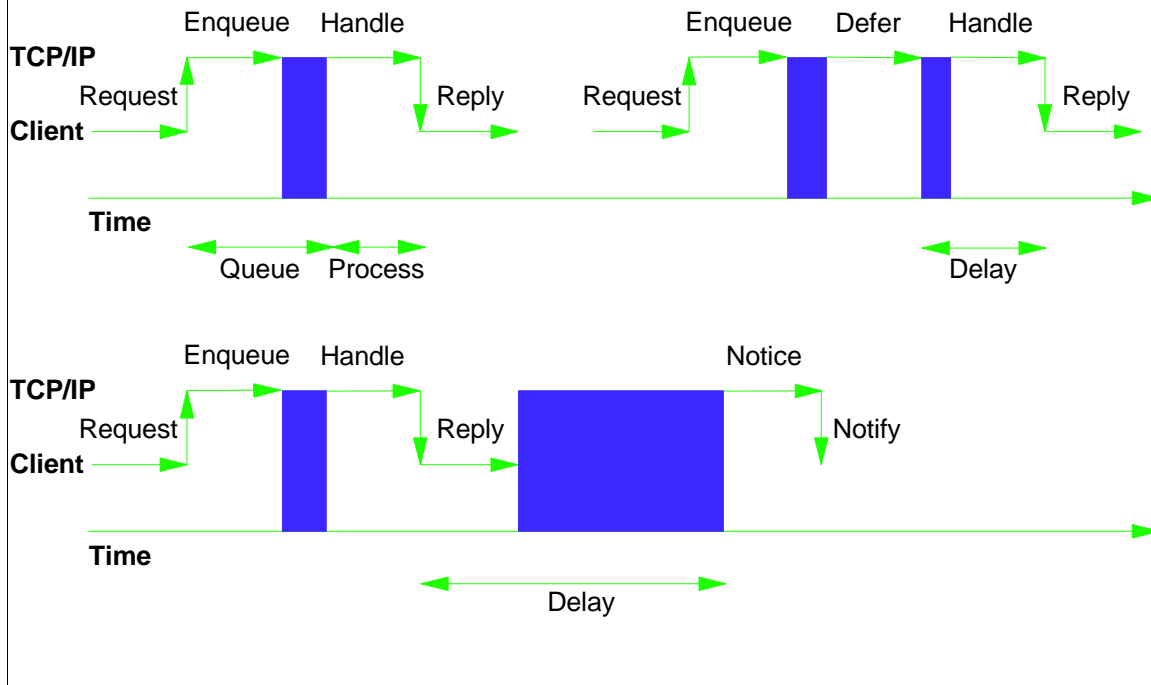 Enqueue Handle Enqueue Defer Handle
TCP/IP
Request Reply Request Reply
Client
Time
Queue Process Delay
Enqueue Handle Notice
TCP/IP
Request Reply Notify
Client
Time
Delay